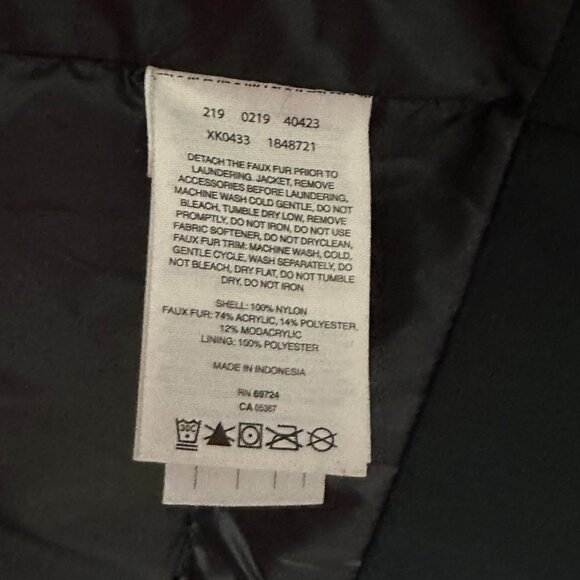 219 0219 40423
XK0433 1848721
DETACH THE FAUX FUR PRIOR TO
LAUNDERING. JACKET, REMOVE
ACCESSORIES BEFORE LAUNDERING,
MACHINE WASH COLD GENTLE, DO NOT
BLEACH, TUMBLE DRY LOW, REMOVE
PROMPTLY, DO NOT IRON, DO NOT USE
FABRIC SOFTENER, DO NOT DRYCLEAN,
FAUX FUR TRIM: MACHINE WASH, COLD,
GENTLE CYCLE, WASH SEPARATELY, DO
NOT BLEACH, DRY FLAT, DO NOT TUMBLE
DRY, DO NOT IRON
SHELL: 100% NYLON
FAUX FUR: 74% ACRYLIC, 14% POLYESTER,
12% MODACRYLIC
LINING: 100% POLYESTER
MADE IN INDONESIA
RN 69724
CA 05367
30C